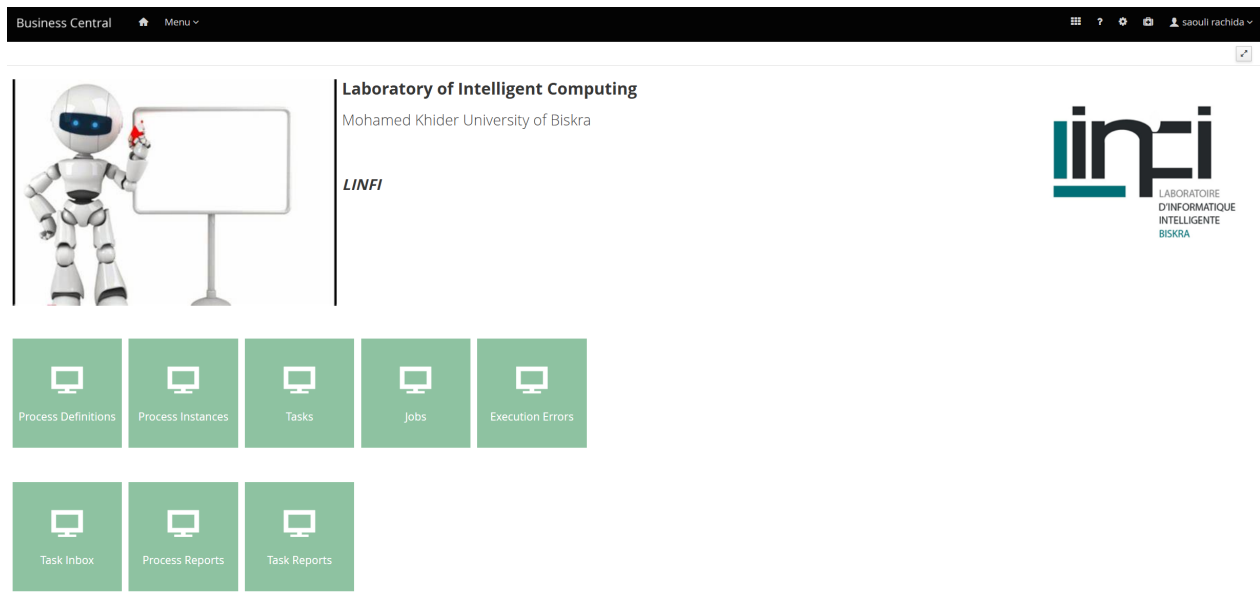 Business Central Menu ? saouli rachida
Laboratory of Intelligent Computing
Mohamed Khider University of Biskra
LINFI
linfi
LABORATOIRE
D'INFORMATIQUE
INTELLIGENTE
BISKRA
Process Definitions Process Instances Tasks Jobs Execution Errors
Task Inbox Process Reports Task Reports